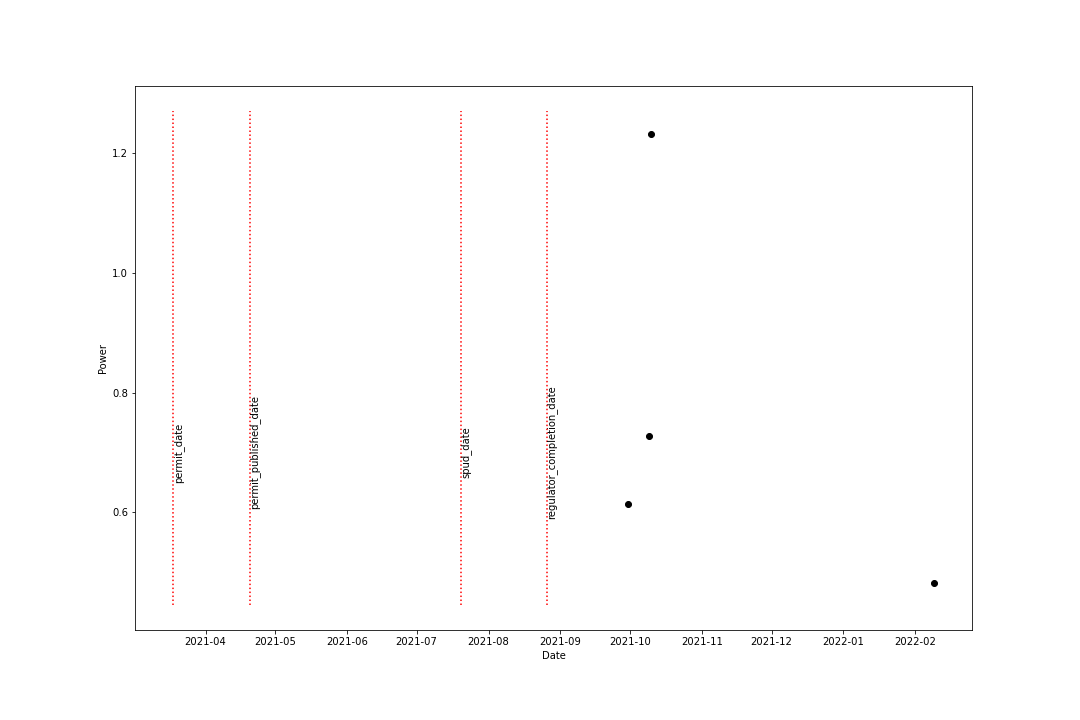 1.2
1.0
0.8
0.6
Power
permit_date
permit_published_date
spud_date
regulator_completion_date
2021-04 2021-05 2021-06 2021-07 2021-08 2021-09 2021-10 2021-11 2021-12 2022-01 2022-02
Date